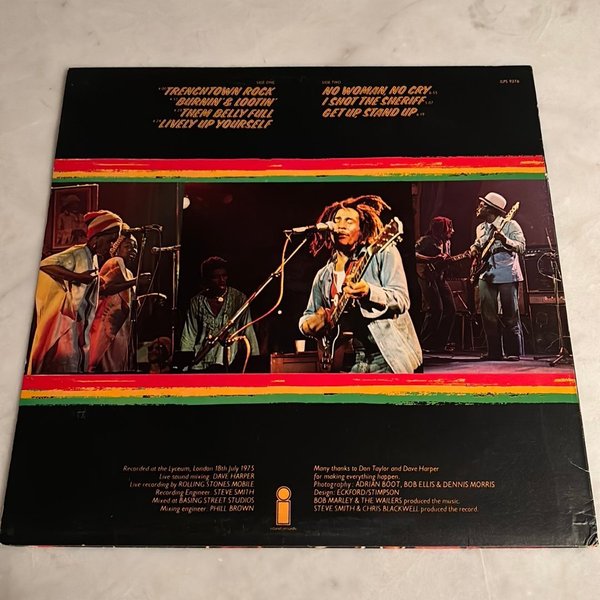 SIDE ONE
TRENCHTOWN ROCK
BURNIN' & LOOTIN'
THEM BELLY FULL
LIVELY UP YOURSELF
SIDE TWO
NO WOMAN, NO CRY.
I SHOT THE SHERIFF.
GET UP, STAND UP.
ILPS 9376
Recorded at the Lyceum, London 18th July 1975
Live sound mixing. DAVE HARPER
Live recording by ROLLING STONES MOBILE
Recording Engineer. STEVE SMITH
Mixed at BASING STREET STUDIOS
Mixing engineer. PHILL BROWN
Many thanks to Don Taylor and Dave Harper
for making everything happen.
Photography: ADRIAN BOOT, BOB ELLIS & DENNIS MORRIS
Design: ECKFORD/STIMPSON
BOB MARLEY & THE WAILERS produced the music.
STEVE SMITH & CHRIS BLACKWELL produced the record.
island records